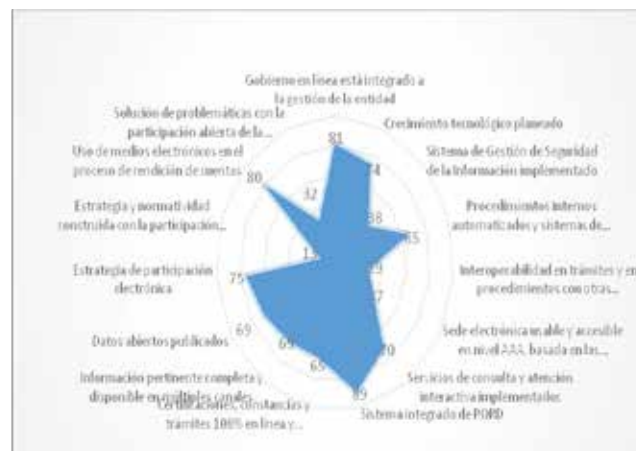 Gobierno en línea está integrado a
la gestión de la entidad
Solución de problemáticas con la
participación abierta de la...
Crecimiento tecnológico planeado
Uso de medios electrónicos en el
proceso de rendición de cuentas
Sistema de Gestión de Seguridad
de la Información implementado
Estrategia y normatividad
construida con la participación...
Procedimientos internos
automatizados y sistemas de...
Estrategia de participación
electrónica
Interoperabilidad en trámites y en
procedimientos con otras...
Datos abiertos publicados
Sede electrónica usable y accesible
en nivel AAA, basada en las...
Información pertinente completa y
disponible en múltiples canales
Servicios de consulta y atención
interactiva implementados
Certificaciones, constancias y
trámites 100% en línea y...
Sistema integrado de PQRD
81
80
32
75
69
69
65
89
70